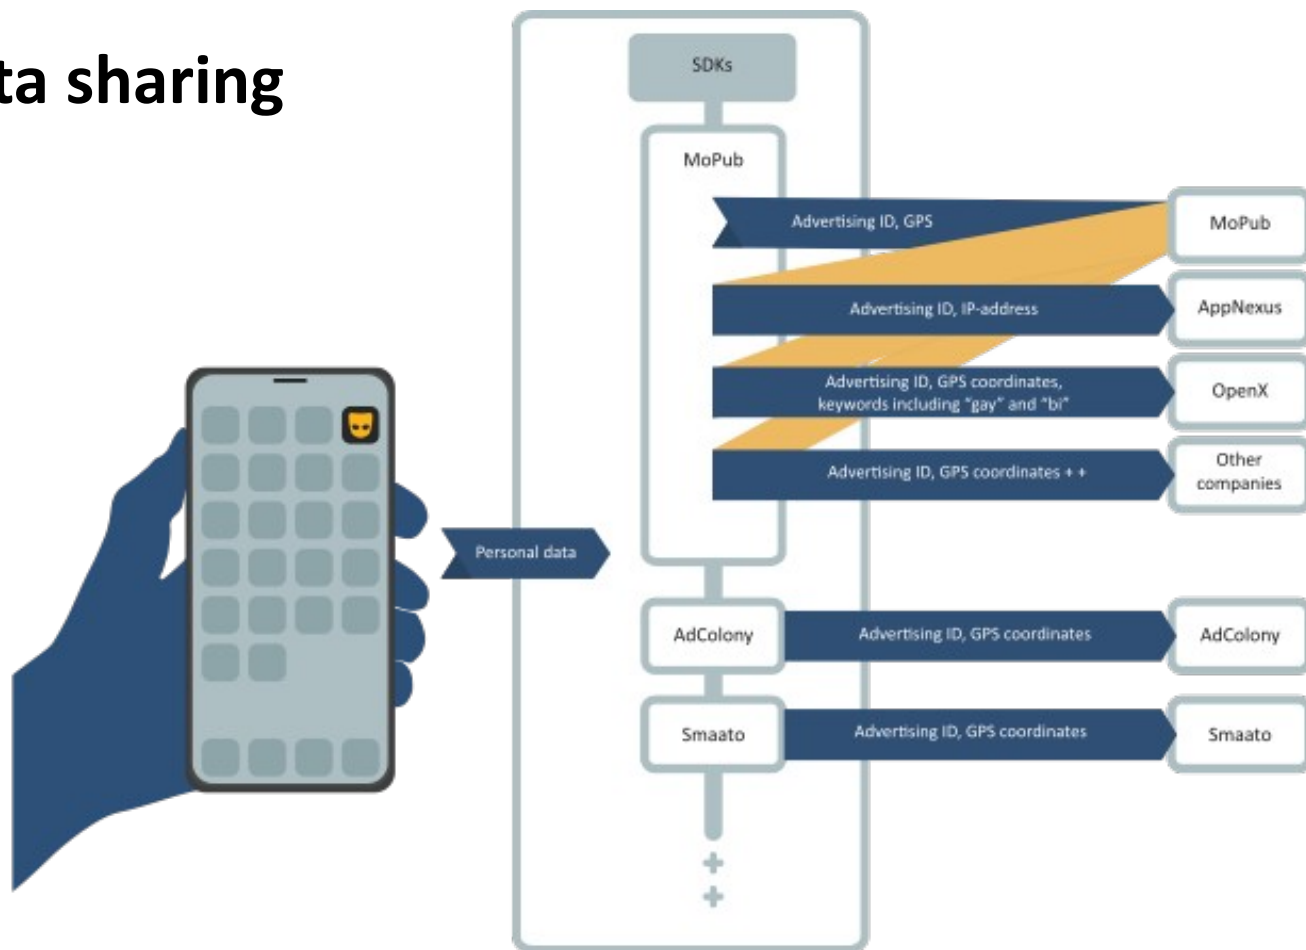 ta sharing
SDKs
MoPub
Advertising ID, GPS
MoPub
Advertising ID, IP-address
AppNexus
Advertising ID, GPS coordinates,
keywords including “gay” and “bi”
OpenX
Advertising ID, GPS coordinates + +
Other
companies
Personal data
AdColony
Advertising ID, GPS coordinates
AdColony
Smaato
Advertising ID, GPS coordinates
Smaato
+
+